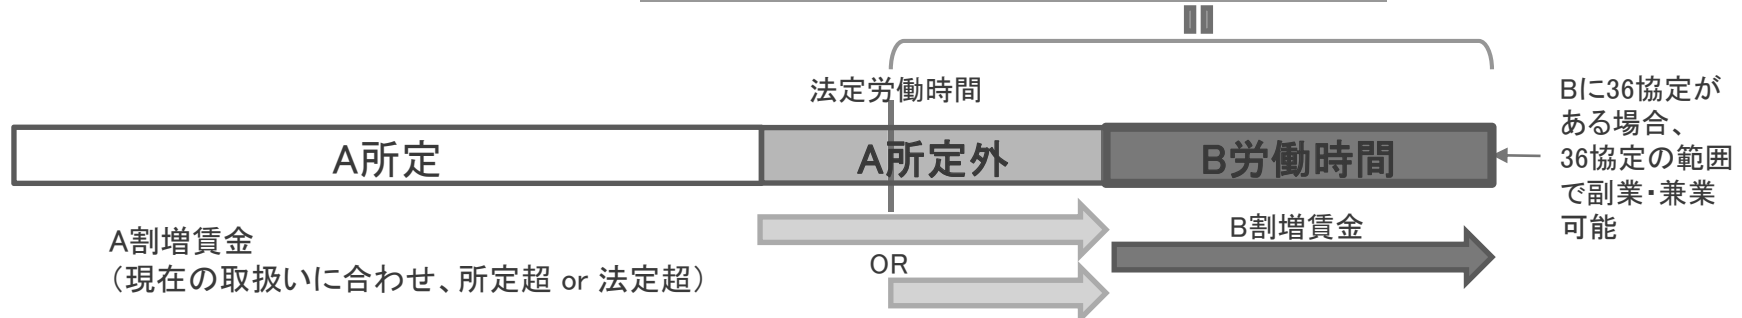 法定労働時間
A所定
A所定外
B労働時間
Bに36協定が
ある場合、
36協定の範囲
で副業・兼業
可能
A割増賃金
（現在の取扱いに合わせ、所定超 or 法定超）
OR
B割増賃金